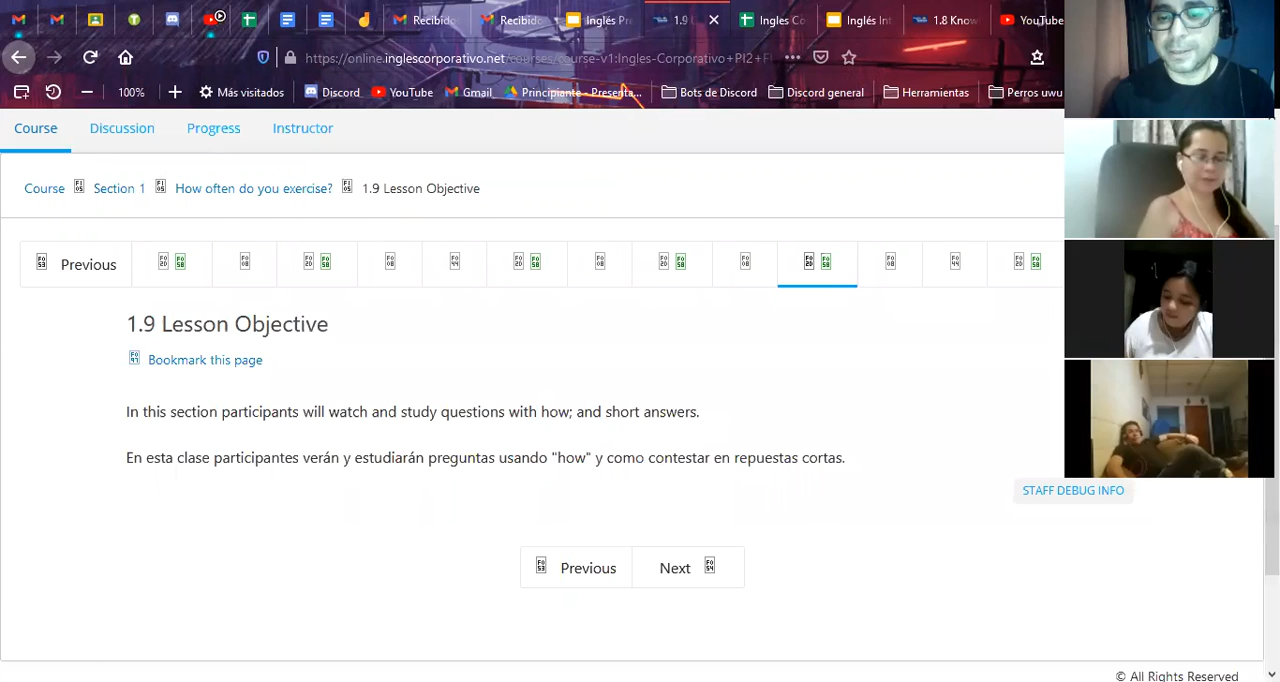 Recibido
Recibido
Inglés Pre
1.9 L
Ingles Co
Inglés Int
1.8 Know
YouTube
https://online.inglescorporativo.net/courses/course-v1:Ingles-Corporativo+PI2+F
100%
Más visitados
Discord
YouTube
Gmail
Principiante - Presenta...
Bots de Discord
Discord general
Herramientas
Perros uwu
Course
Discussion
Progress
Instructor
Course
Section 1
How often do you exercise?
1.9 Lesson Objective
Previous
1.9 Lesson Objective
Bookmark this page
In this section participants will watch and study questions with how; and short answers.
En esta clase participantes verán y estudiarán preguntas usando "how" y como contestar en repuestas cortas.
STAFF DEBUG INFO
Previous
Next
© All Rights Reserved